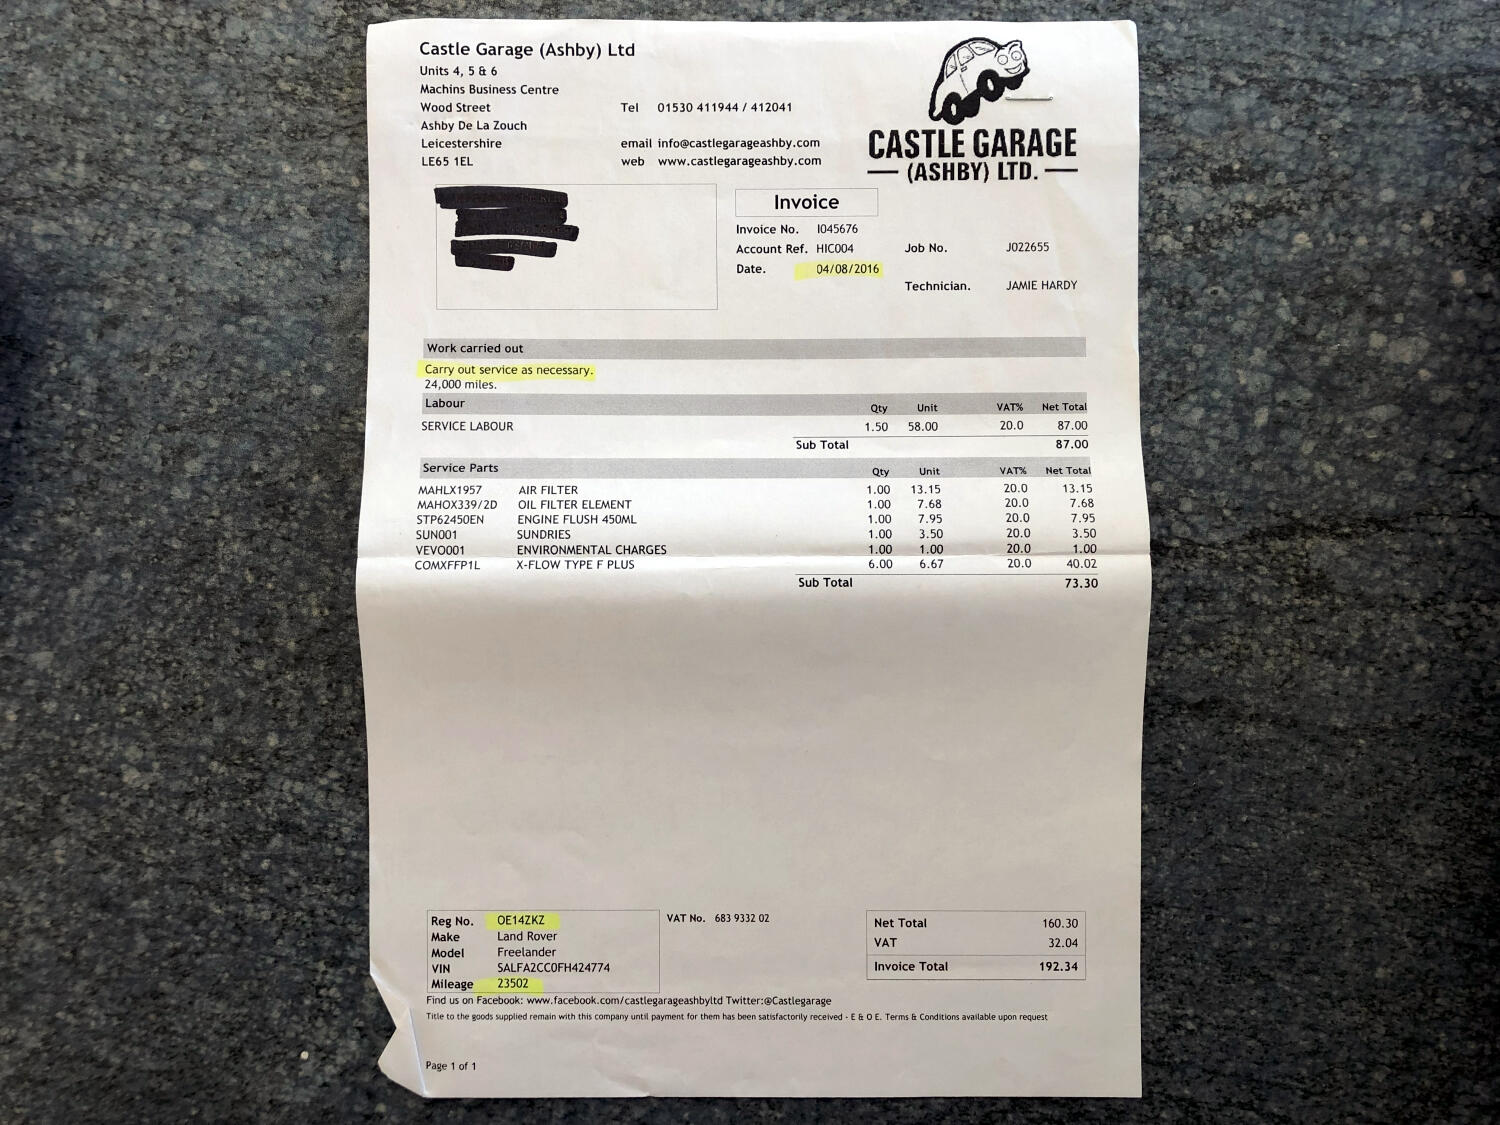 Castle Garage (Ashby) Ltd
Units 4, 5 & 6
Machins Business Centre
Wood Street
Ashby De La Zouch
Leicestershire
LE65 1EL
Tel 01530 411944 / 412041
email info@castlegarageashby.com
web www.castlegarageashby.com
CASTLE GARAGE
(ASHBY) LTD.
Invoice
Invoice No. I045676
Account Ref. HIC004
Date. 04/08/2016
Job No. J022655
Technician. JAMIE HARDY
Work carried out
Carry out service as necessary.
24,000 miles.
Labour Qty Unit VAT% Net Total
SERVICE LABOUR 1.50 58.00 20.0 87.00
Sub Total 87.00
Service Parts Qty Unit VAT% Net Total
MAHLX1957 AIR FILTER 1.00 13.15 20.0 13.15
MAHOX339/2D OIL FILTER ELEMENT 1.00 7.68 20.0 7.68
STP62450EN ENGINE FLUSH 450ML 1.00 7.95 20.0 7.95
SUN001 SUNDRIES 1.00 3.50 20.0 3.50
VEVO001 ENVIRONMENTAL CHARGES 1.00 1.00 20.0 1.00
COMXFFP1L X-FLOW TYPE F PLUS 6.00 6.67 20.0 40.02
Sub Total 73.30
Reg No. OE14ZKZ
Make Land Rover
Model Freelander
VIN SALFA2CC0FH424774
Mileage 23502
VAT No. 683 9332 02
Net Total 160.30
VAT 32.04
Invoice Total 192.34
Find us on Facebook: www.facebook.com/castlegarageashbyltd Twitter:@Castlegarage
Title to the goods supplied remain with this company until payment for them has been satisfactorily received - E & O E. Terms & Conditions available upon request
Page 1 of 1